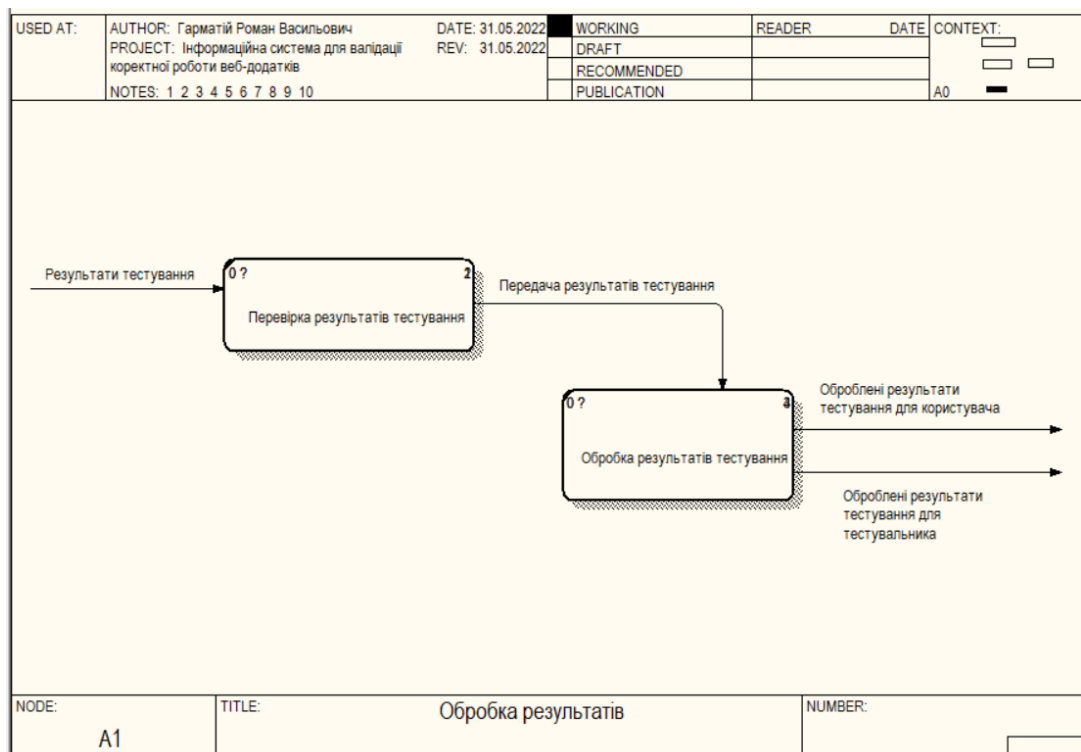 USED AT:
AUTHOR: Гарматій Роман Васильович
DATE: 31.05.2022
PROJECT: Інформаційна система для валідації
REV: 31.05.2022
коректної роботи веб-додатків
NOTES: 1 2 3 4 5 6 7 8 9 10
WORKING
DRAFT
RECOMMENDED
PUBLICATION
READER
DATE
CONTEXT:
A0
Результати тестування
0 ?
Перевірка результатів тестування
Передача результатів тестування
0 ?
Обробка результатів тестування
Оброблені результати
тестування для користувача
Оброблені результати
тестування для
тестувальника
NODE:
A1
TITLE:
Обробка результатів
NUMBER: